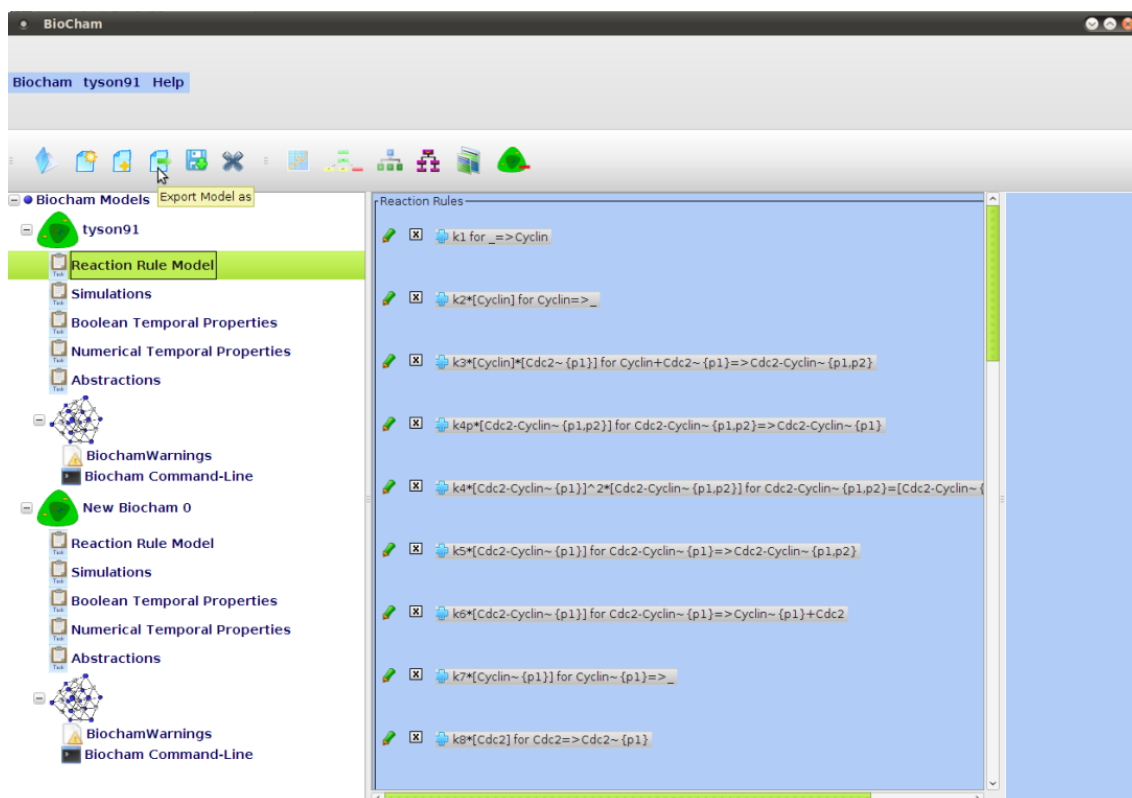 BioCham
Biocham tyson91 Help
Export Model as
Biocham Models
tyson91
Reaction Rule Model
Simulations
Boolean Temporal Properties
Numerical Temporal Properties
Abstractions
BiochamWarnings
Biocham Command-Line
New Biocham 0
Reaction Rule Model
Simulations
Boolean Temporal Properties
Numerical Temporal Properties
Abstractions
BiochamWarnings
Biocham Command-Line
Reaction Rules
k1 for _=>Cyclin
k2*[Cyclin] for Cyclin=>_
k3*[Cyclin]*[Cdc2~{p1}] for Cyclin+Cdc2~{p1}=>Cdc2-Cyclin~{p1,p2}
k4p*[Cdc2-Cyclin~{p1,p2}] for Cdc2-Cyclin~{p1,p2}=>Cdc2-Cyclin~{p1}
k4*[Cdc2-Cyclin~{p1}]^2*[Cdc2-Cyclin~{p1,p2}] for Cdc2-Cyclin~{p1,p2}=[Cdc2-Cyclin~{
k5*[Cdc2-Cyclin~{p1}] for Cdc2-Cyclin~{p1}=>Cdc2-Cyclin~{p1,p2}
k6*[Cdc2-Cyclin~{p1}] for Cdc2-Cyclin~{p1}=>Cyclin~{p1}+Cdc2
k7*[Cyclin~{p1}] for Cyclin~{p1}=>_
k8*[Cdc2] for Cdc2=>Cdc2~{p1}